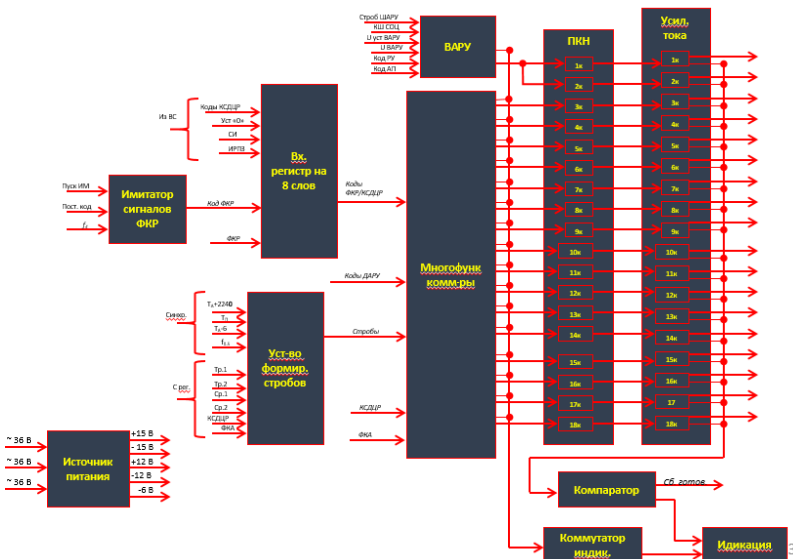 Строб ШАРУ
КШ СОЦ
U уст ВАРУ
U ВАРУ
Код РУ
Код АП
ВАРУ
ПКН
Усил.
тока
1к
2к
3к
4к
5к
6к
7к
8к
9к
10к
11к
12к
13к
14к
15к
16к
17к
18к
1к
2к
3к
4к
5к
6к
7к
8к
9к
10к
11к
12к
13к
14к
15к
16к
17
18к
Из ВС
Коды КСДЦР
Уст «0»
СИ
ИРПВ
Вх.
регистр на
8 слов
Пуск ИМ
Пост. код
Имитатор
сигналов
ФКР
Код ФКР
ФКР
Коды
ФКР/КСДЦР
Коды ДАРУ
Многофунк
комм-ры
Синхр.
Уст-во
формир.
стробов
Стробы
С рег.
Тр.1
Тр.2
Ср.1
Ср.2
КСДЦР
ФКА
КСДЦР
ФКА
~ 36 В
~ 36 В
~ 36 В
Источник
питания
+15 В
- 15 В
+12 В
-12 В
-6 В
Компаратор
Сб. готов
Коммутатор
индик.
Идикация